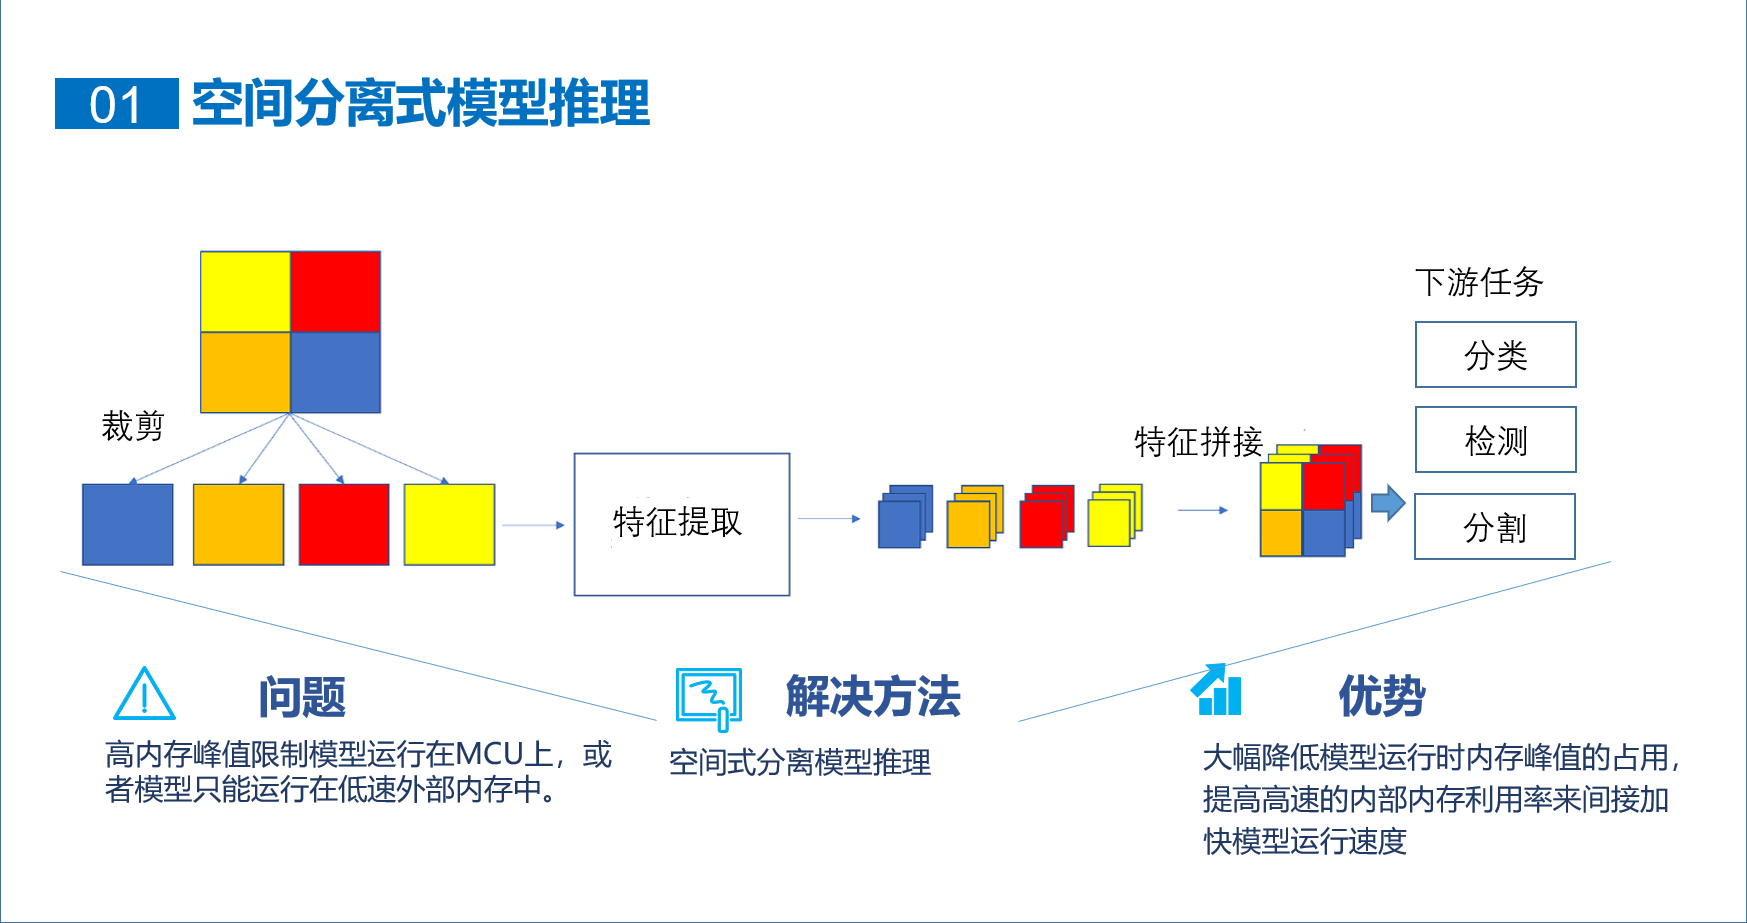 01 空间分离式模型推理
下游任务
分类
裁剪
特征拼接
检测
特征提取
分割
问题
高内存峰值限制模型运行在MCU上，或
者模型只能运行在低速外部内存中。
解决方法
空间式分离模型推理
优势
大幅降低模型运行时内存峰值的占用，
提高高速的内部内存利用率来间接加
快模型运行速度